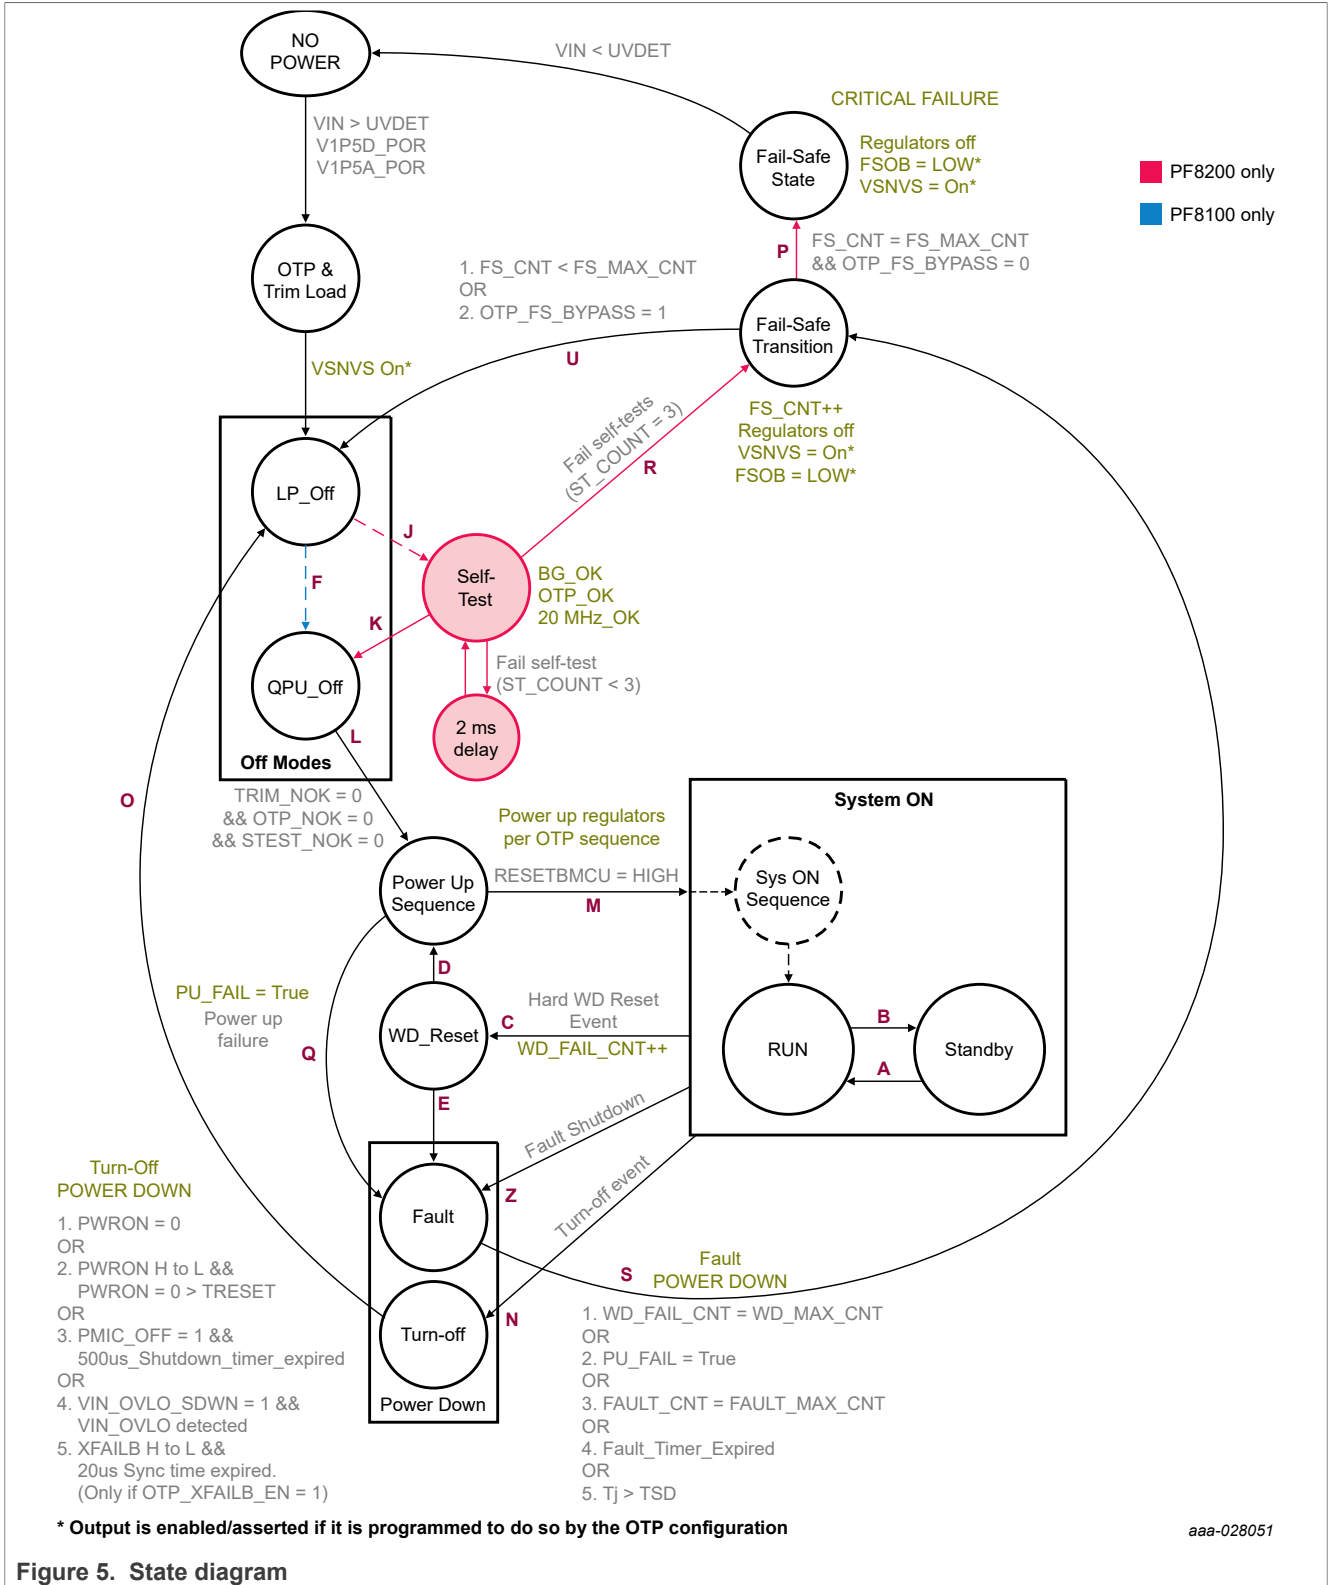 NO
POWER
VIN < UVDET
CRITICAL FAILURE
VIN > UVDET
V1P5D_POR
V1P5A_POR
Fail-Safe
State
Regulators off
FSOB = LOW*
VSNVS = On*
PF8200 only
PF8100 only
P
FS_CNT = FS_MAX_CNT
&& OTP_FS_BYPASS = 0
OTP &
Trim Load
1. FS_CNT < FS_MAX_CNT
OR
2. OTP_FS_BYPASS = 1
Fail-Safe
Transition
U
VSNVS On*
FS_CNT++
Regulators off
VSNVS = On*
FSOB = LOW*
Fail self-tests
(ST_COUNT = 3)
R
LP_Off
J
F
Self-
Test
BG_OK
OTP_OK
20 MHz_OK
K
QPU_Off
Fail self-test
(ST_COUNT < 3)
L
2 ms
delay
Off Modes
O
TRIM_NOK = 0
&& OTP_NOK = 0
&& STEST_NOK = 0
Power up regulators
per OTP sequence
System ON
Power Up
Sequence
RESETBMCU = HIGH
M
Sys ON
Sequence
D
PU_FAIL = True
Power up
failure
Q
WD_Reset
C
Hard WD Reset
Event
WD_FAIL_CNT++
RUN
B
A
Standby
E
Fault Shutdown
Z
Turn-off event
Fault
Turn-Off
POWER DOWN
1. PWRON = 0
OR
2. PWRON H to L &&
PWRON = 0 > TRESET
OR
3. PMIC_OFF = 1 &&
500us_Shutdown_timer_expired
OR
4. VIN_OVLO_SDWN = 1 &&
VIN_OVLO detected
5. XFAILB H to L &&
20us Sync time expired.
(Only if OTP_XFAILB_EN = 1)
S
Fault
POWER DOWN
N
Turn-off
Power Down
1. WD_FAIL_CNT = WD_MAX_CNT
OR
2. PU_FAIL = True
OR
3. FAULT_CNT = FAULT_MAX_CNT
OR
4. Fault_Timer_Expired
OR
5. Tj > TSD
* Output is enabled/asserted if it is programmed to do so by the OTP configuration
aaa-028051
Figure 5. State diagram